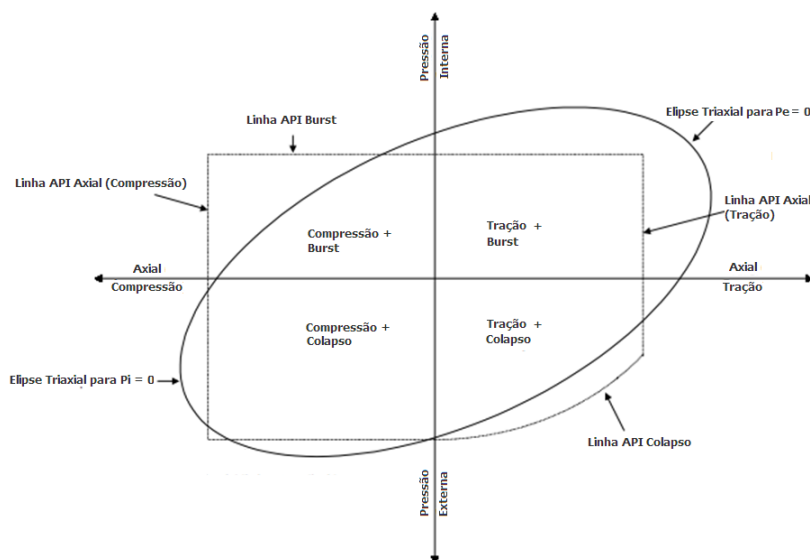 Pressão
Interna
Elipse Triaxial para Pe = 0
Linha API Burst
Linha API Axial (Compressão)
Linha API Axial
(Tração)
Compressão +
Burst
Tração +
Burst
Axial
Compressão
Axial
Tração
Compressão +
Colapso
Tração +
Colapso
Elipse Triaxial para Pi = 0
Linha API Colapso
Pressão
Externa